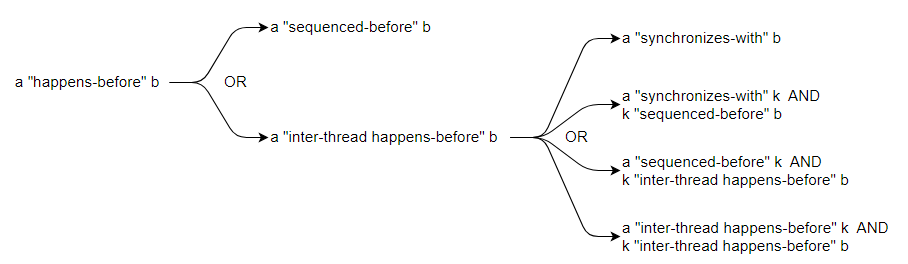 a "happens-before" b
OR
a "sequenced-before" b
a "inter-thread happens-before" b
OR
a "synchronizes-with" b
a "synchronizes-with" k  AND
k "sequenced-before" b
a "sequenced-before" k  AND
k "inter-thread happens-before" b
a "inter-thread happens-before" k  AND
k "inter-thread happens-before" b